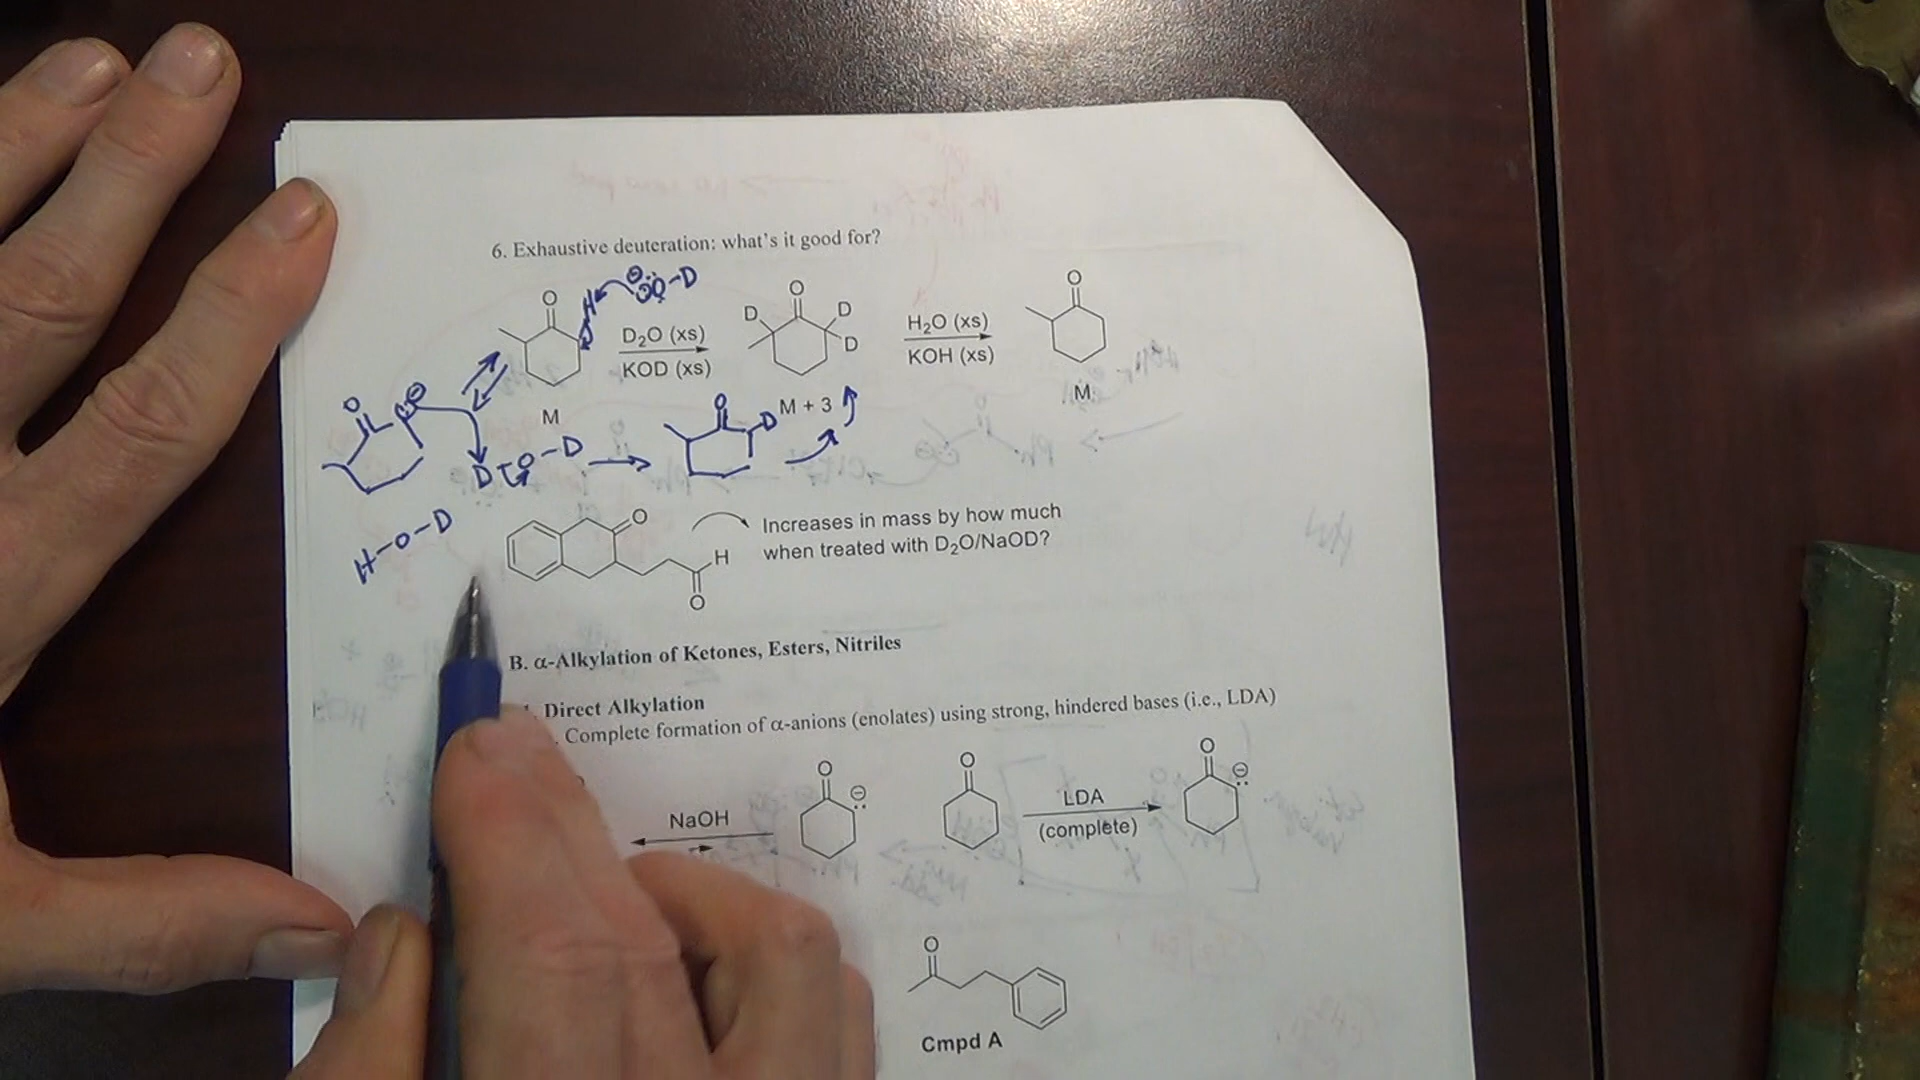 6. Exhaustive deuteration: what's it good for?
H ⊖ O-D
O
O
D
D
D
O
D₂O (xs)
KOD (xs)
H₂O (xs)
KOH (xs)
M
M + 3
M
O ⊖
D-O-D
O
D
H-O-D
O
H
O
Increases in mass by how much
when treated with D₂O/NaOD?
B. α-Alkylation of Ketones, Esters, Nitriles
Direct Alkylation
Complete formation of α-anions (enolates) using strong, hindered bases (i.e., LDA)
NaOH
O
⊖
O
LDA
(complete)
O
⊖
O
Cmpd A